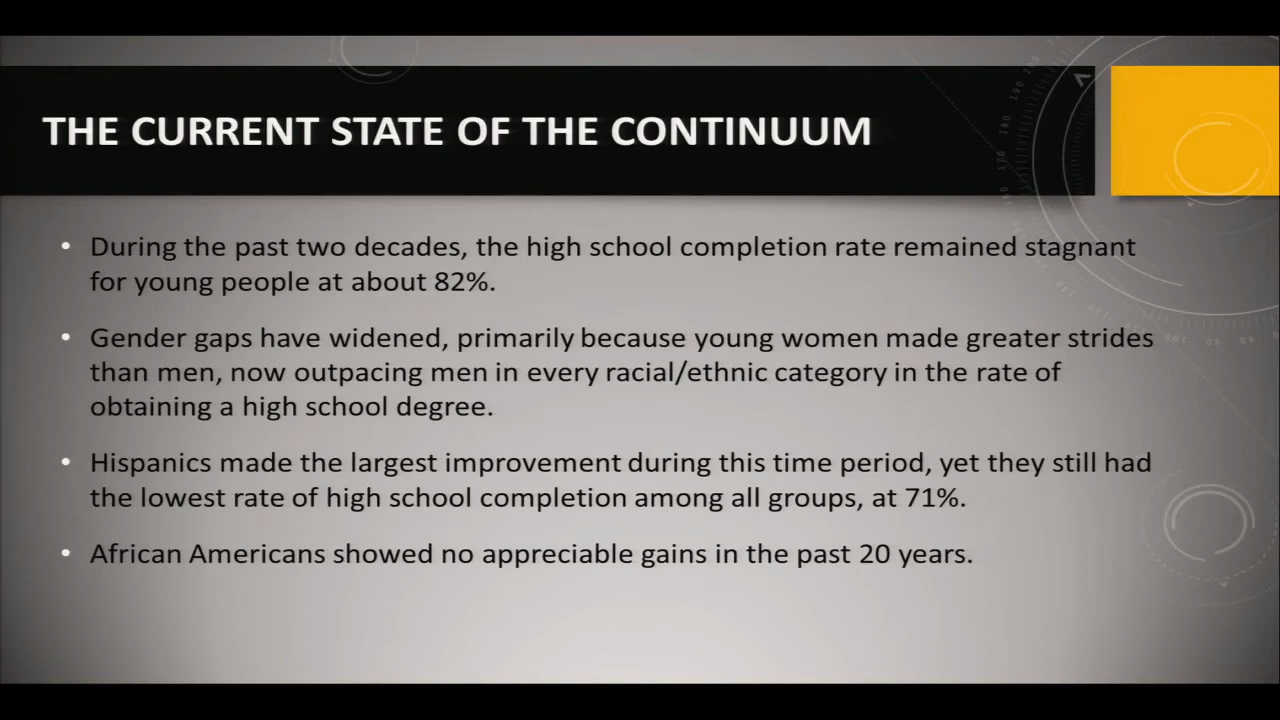 THE CURRENT STATE OF THE CONTINUUM
• During the past two decades, the high school completion rate remained stagnant
for young people at about 82%.
• Gender gaps have widened, primarily because young women made greater strides
than men, now outpacing men in every racial/ethnic category in the rate of
obtaining a high school degree.
• Hispanics made the largest improvement during this time period, yet they still had
the lowest rate of high school completion among all groups, at 71%.
• African Americans showed no appreciable gains in the past 20 years.